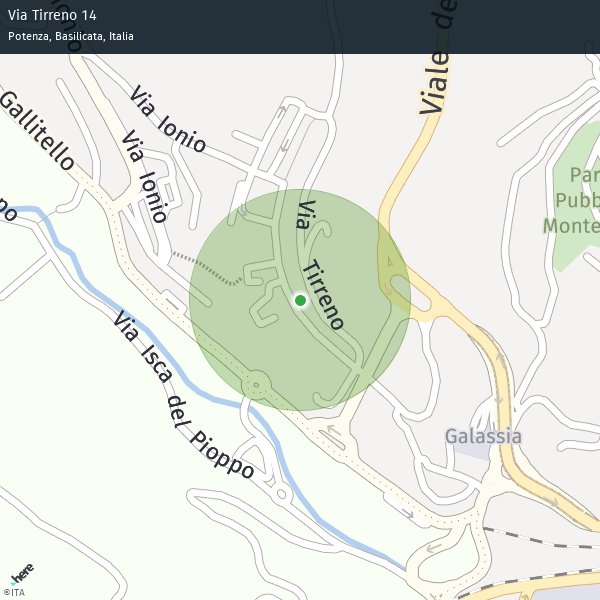 Via Tirreno 14
Potenza, Basilicata, Italia
Viale de
Via Ionio
Gallitello
Via Ionio
Par
Pubb
Monte
Via Tirreno
Via Isca del Pioppo
Galassia
here
©ITA